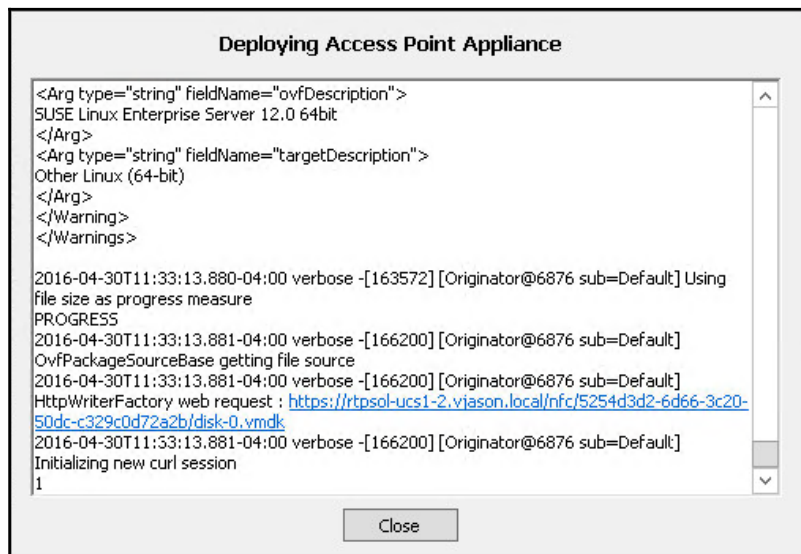 Deploying Access Point Appliance
<Arg type="string" fieldName="ovfDescription">
SUSE Linux Enterprise Server 12.0 64bit
</Arg>
<Arg type="string" fieldName="targetDescription">
Other Linux (64-bit)
</Arg>
</Warning>
</Warnings>
2016-04-30T11:33:13.880-04:00 verbose -[163572] [Originator@6876 sub=Default] Using
file size as progress measure
PROGRESS
2016-04-30T11:33:13.881-04:00 verbose -[166200] [Originator@6876 sub=Default]
OvfPackageSourceBase getting file source
2016-04-30T11:33:13.881-04:00 verbose -[166200] [Originator@6876 sub=Default]
HttpWriterFactory web request : https://rtpsol-ucs1-2.vjason.local/nfc/5254d3d2-6d66-3c20-
50dc-c329c0d72a2b/disk-0.vmdk
2016-04-30T11:33:13.881-04:00 verbose -[166200] [Originator@6876 sub=Default]
Initializing new curl session
1
Close